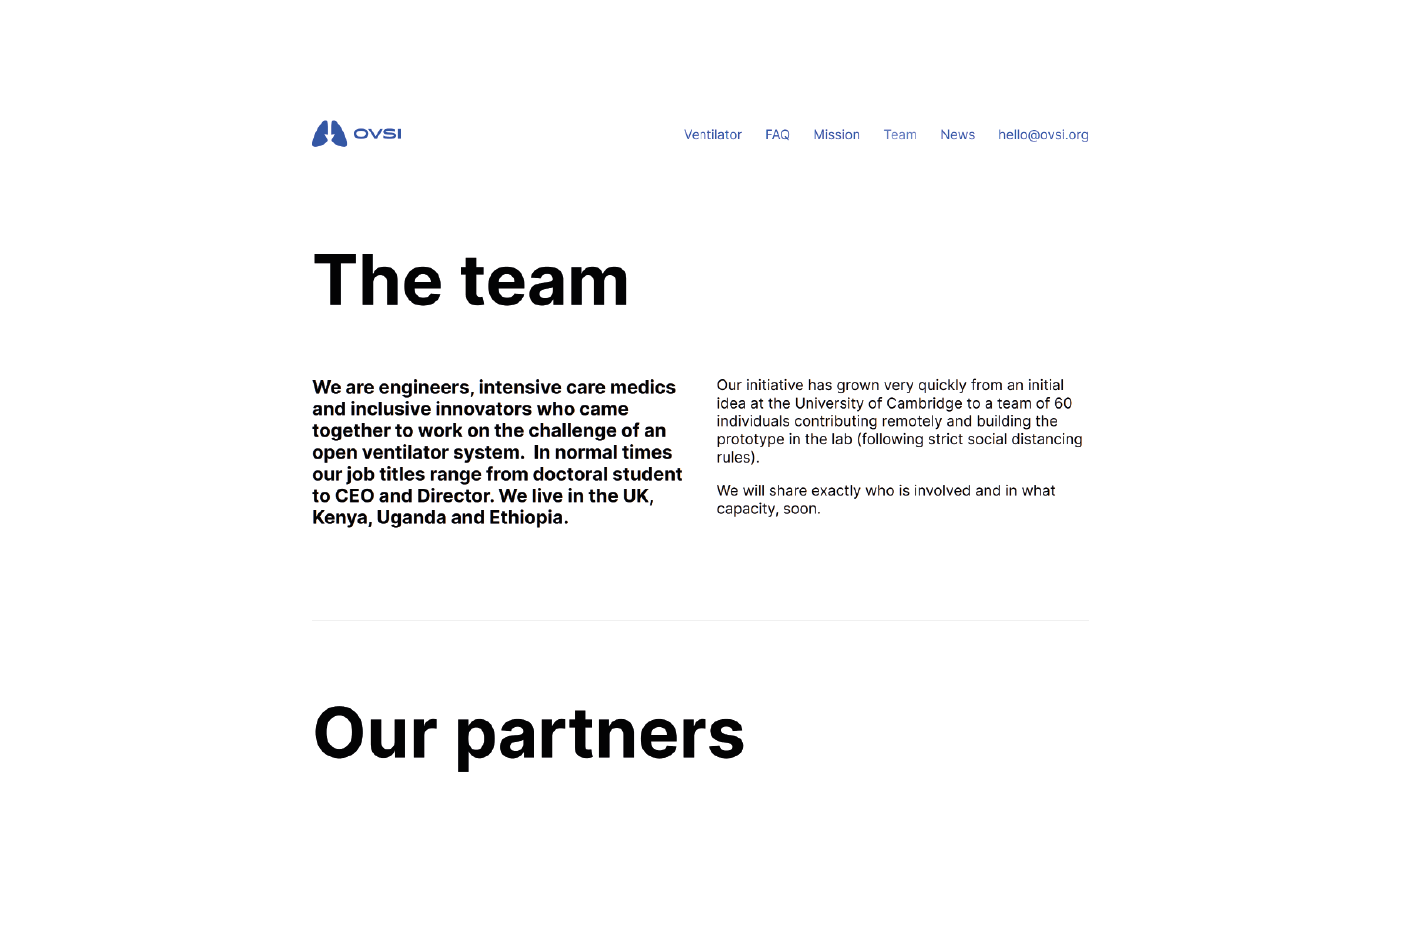 OVSI
Ventilator FAQ Mission Team News hello@ovsi.org
The team
We are engineers, intensive care medics
and inclusive innovators who came
together to work on the challenge of an
open ventilator system.  In normal times
our job titles range from doctoral student
to CEO and Director. We live in the UK,
Kenya, Uganda and Ethiopia.
Our initiative has grown very quickly from an initial
idea at the University of Cambridge to a team of 60
individuals contributing remotely and building the
prototype in the lab (following strict social distancing
rules).
We will share exactly who is involved and in what
capacity, soon.
Our partners